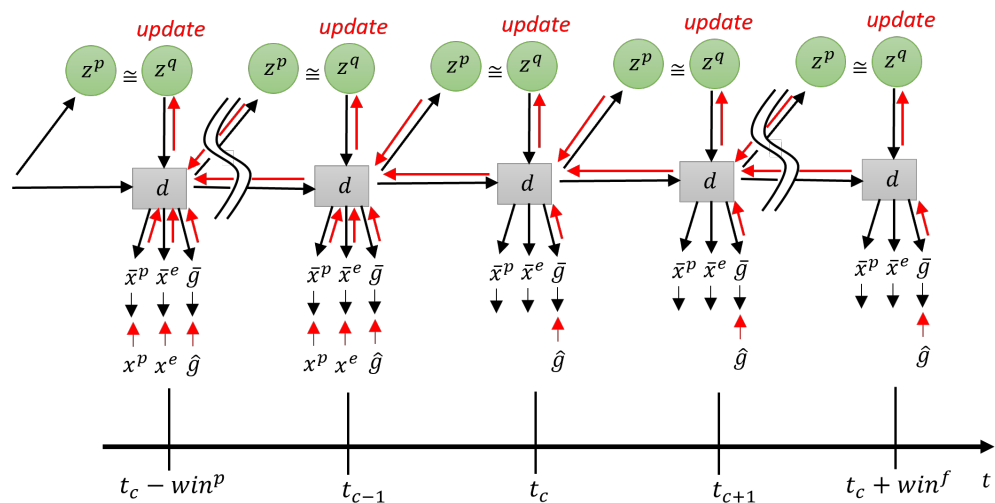 update update update update update
z^p ≅ z^q z^p ≅ z^q z^p ≅ z^q z^p ≅ z^q z^p ≅ z^q
d d d d d
x̄^p x̄^e ḡ x̄^p x̄^e ḡ x̄^p x̄^e ḡ x̄^p x̄^e ḡ x̄^p x̄^e ḡ
x^p x^e ĝ x^p x^e ĝ ĝ ĝ ĝ
t_c − win^p t_{c−1} t_c t_{c+1} t_c + win^f t